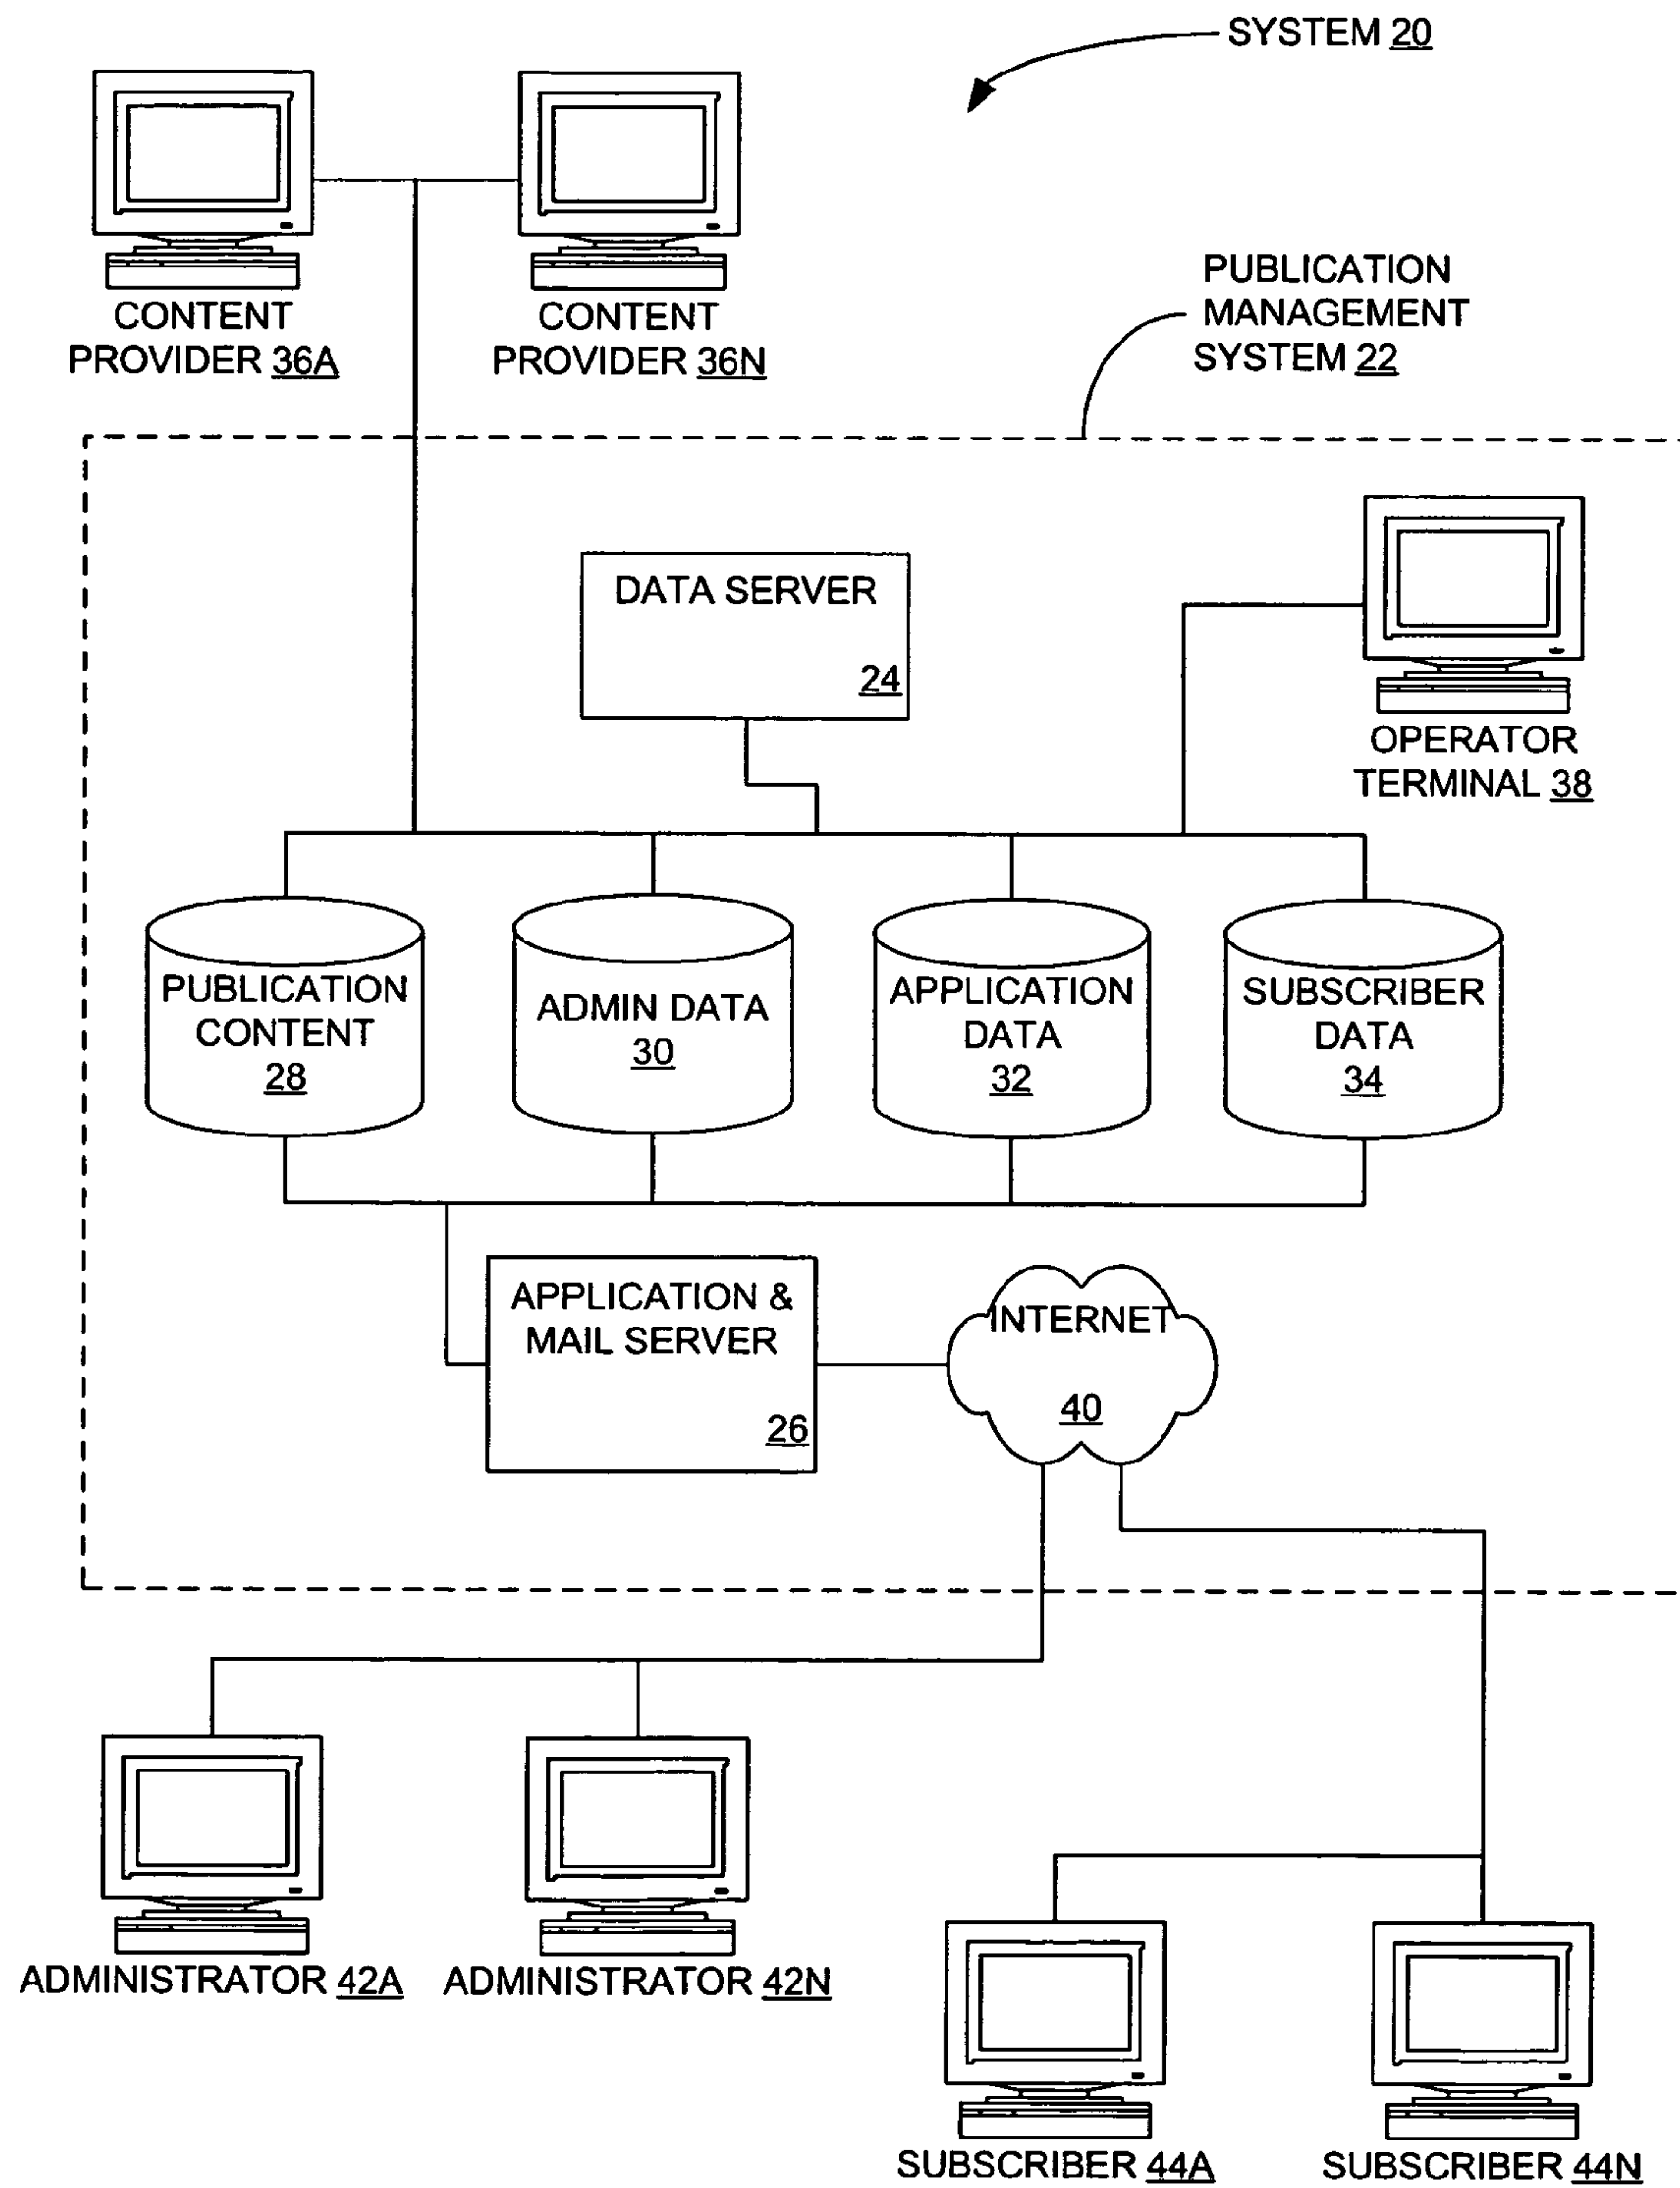 SYSTEM 20
CONTENT
PROVIDER 36A
CONTENT
PROVIDER 36N
PUBLICATION
MANAGEMENT
SYSTEM 22
DATA SERVER
24
OPERATOR
TERMINAL 38
PUBLICATION
CONTENT
28
ADMIN DATA
30
APPLICATION
DATA
32
SUBSCRIBER
DATA
34
APPLICATION &
MAIL SERVER
26
INTERNET
40
ADMINISTRATOR 42A
ADMINISTRATOR 42N
SUBSCRIBER 44A
SUBSCRIBER 44N